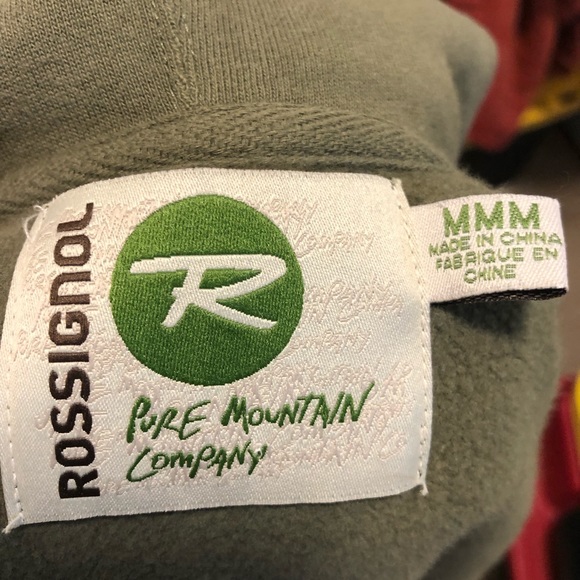 ROSSIGNOL
R
PURE MOUNTAIN
COMPANY
MMM
MADE IN CHINA
FABRIQUE EN
CHINE